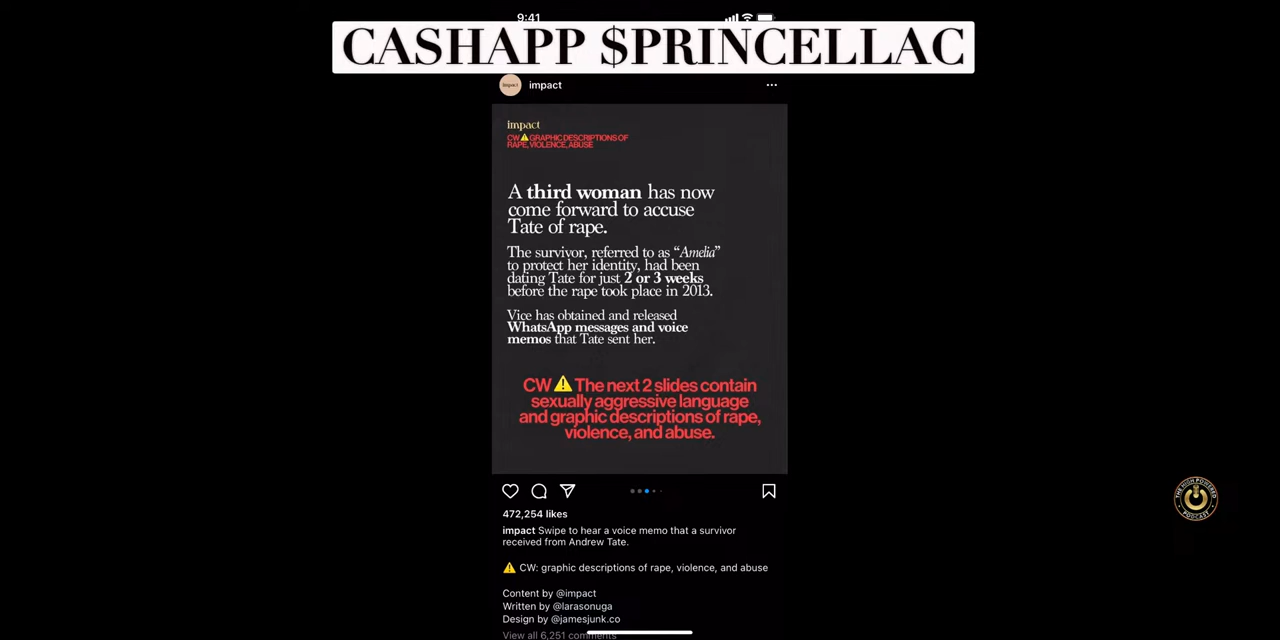 9:41
CASHAPP $PRINCELLAC
impact
impact
CW⚠️ GRAPHIC DESCRIPTIONS OF
RAPE, VIOLENCE, ABUSE
A third woman has now
come forward to accuse
Tate of rape.
The survivor, referred to as “Amelia”
to protect her identity, had been
dating Tate for just 2 or 3 weeks
before the rape took place in 2013.
Vice has obtained and released
WhatsApp messages and voice
memos that Tate sent her.
CW⚠️ The next 2 slides contain
sexually aggressive language
and graphic descriptions of rape,
violence, and abuse.
472,254 likes
impact Swipe to hear a voice memo that a survivor
received from Andrew Tate.
⚠️ CW: graphic descriptions of rape, violence, and abuse
Content by @impact
Written by @larasonuga
Design by @jamesjunk.co
View all 6,251 comments
THE HIGH POWERED
PODCAST